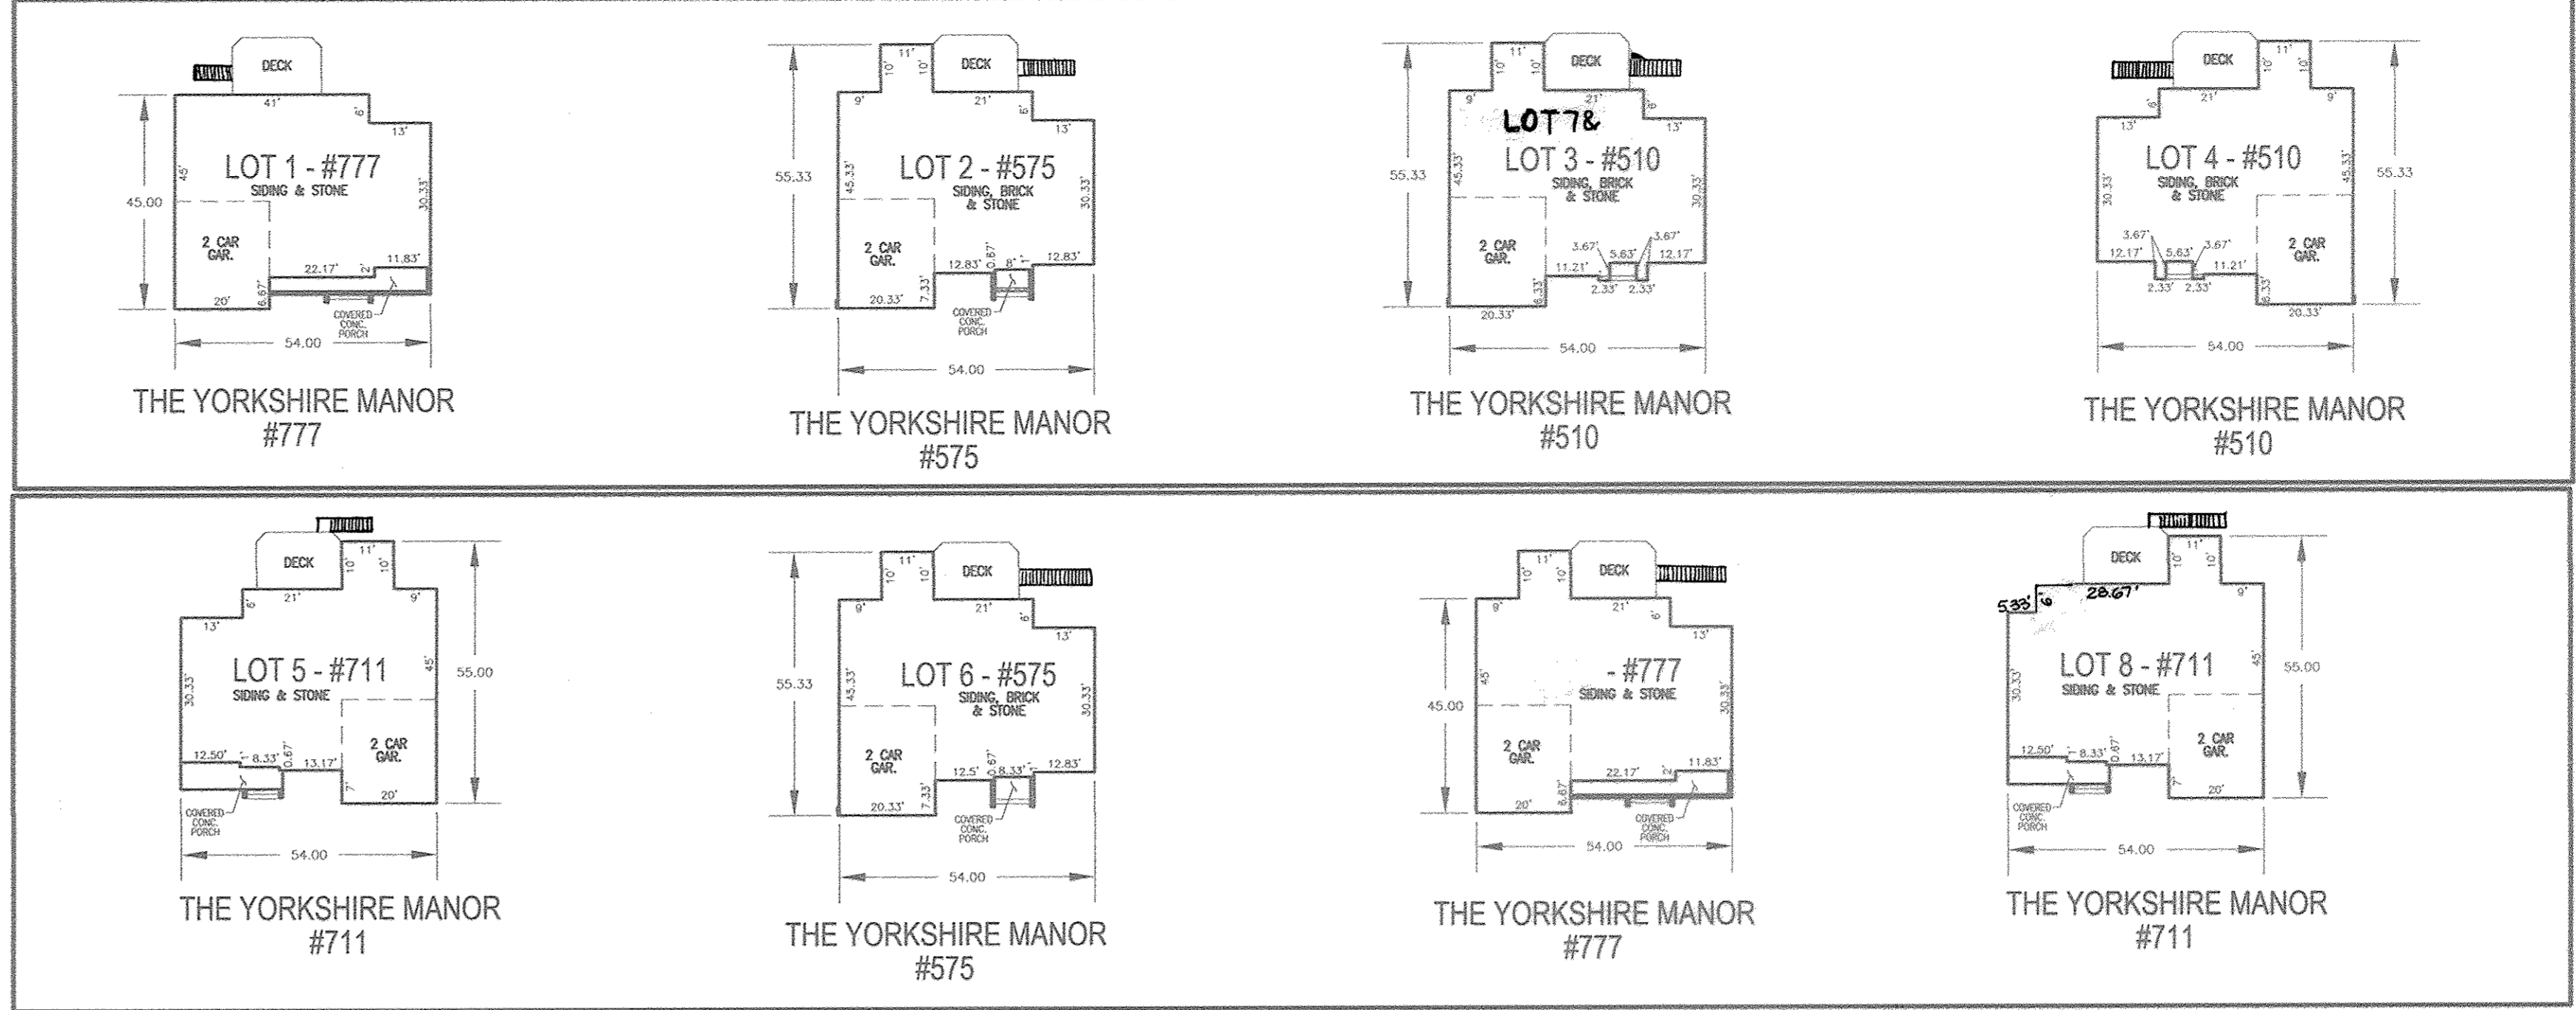 DECK
41'
6'
13'
45'
45.00
LOT 1 - #777
SIDING & STONE
30.33'
2 CAR
GAR.
22.17'
2'
11.83'
6.67'
20'
COVERED
CONC.
PORCH
54.00
THE YORKSHIRE MANOR
#777
11'
10'
10'
DECK
9'
21'
6'
13'
55.33
45.33'
LOT 2 - #575
SIDING, BRICK
& STONE
30.33'
2 CAR
GAR.
12.83'
0.67'
8'
1'
12.83'
7.33'
20.33'
COVERED
CONC.
PORCH
54.00
THE YORKSHIRE MANOR
#575
11'
10'
10'
DECK
9'
21'
6'
13'
LOT 7&
55.33
45.33'
LOT 3 - #510
SIDING, BRICK
& STONE
30.33'
2 CAR
GAR.
3.67'
5.63'
3.67'
11.21'
12.17'
2.33'
2.33'
6.33'
20.33'
54.00
THE YORKSHIRE MANOR
#510
DECK
11'
10'
10'
21'
9'
6'
13'
LOT 4 - #510
SIDING, BRICK
& STONE
30.33'
45.33'
55.33
2 CAR
GAR.
3.67'
5.63'
3.67'
12.17'
11.21'
2.33'
2.33'
6.33'
20.33'
54.00
THE YORKSHIRE MANOR
#510
DECK
11'
10'
10'
21'
9'
6'
13'
LOT 5 - #711
SIDING & STONE
30.33'
45'
55.00
2 CAR
GAR.
12.50'
1'
8.33'
0.67'
13.17'
7'
20'
COVERED
CONC.
PORCH
54.00
THE YORKSHIRE MANOR
#711
11'
10'
10'
DECK
9'
21'
6'
13'
55.33
45.33'
LOT 6 - #575
SIDING, BRICK
& STONE
30.33'
2 CAR
GAR.
12.5'
0.67'
8.33'
1'
12.83'
7.33'
20.33'
COVERED
CONC.
PORCH
54.00
THE YORKSHIRE MANOR
#575
11'
10'
10'
DECK
9'
21'
6'
13'
45.00
45'
- #777
SIDING & STONE
30.33'
2 CAR
GAR.
22.17'
2'
11.83'
6.67'
20'
COVERED
CONC.
PORCH
54.00
THE YORKSHIRE MANOR
#777
DECK
11'
10'
10'
5.33'
6'
28.67'
9'
LOT 8 - #711
SIDING & STONE
30.33'
45'
55.00
2 CAR
GAR.
12.50'
1'
8.33'
0.67'
13.17'
7'
20'
COVERED
CONC.
PORCH
54.00
THE YORKSHIRE MANOR
#711